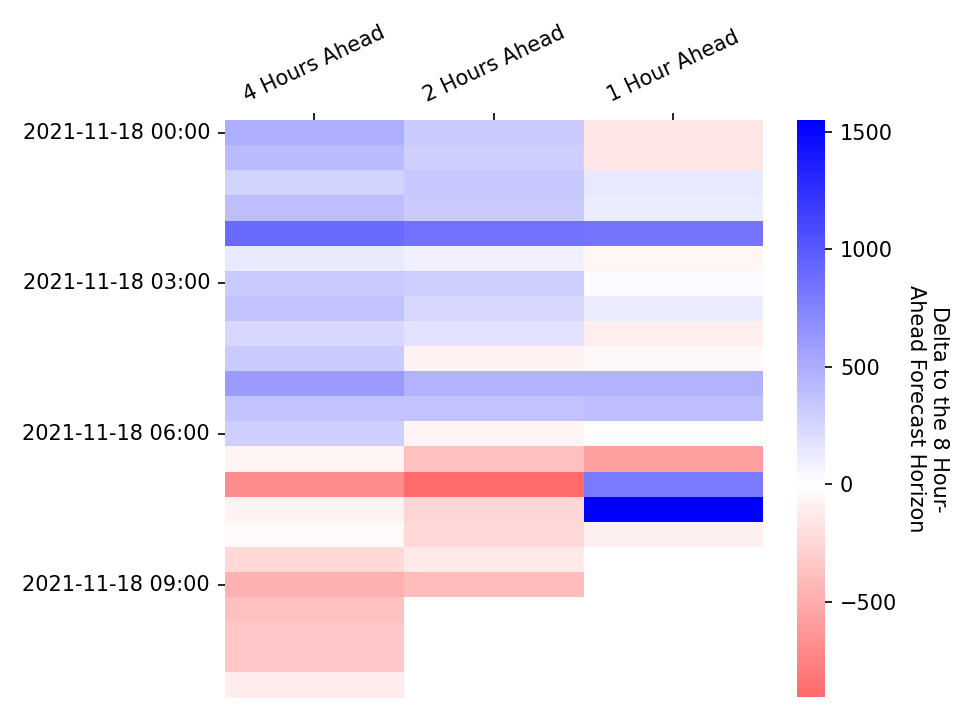 4 Hours Ahead
2 Hours Ahead
1 Hour Ahead
2021-11-18 00:00
2021-11-18 03:00
2021-11-18 06:00
2021-11-18 09:00
1500
1000
500
0
−500
Delta to the 8 Hour-
Ahead Forecast Horizon